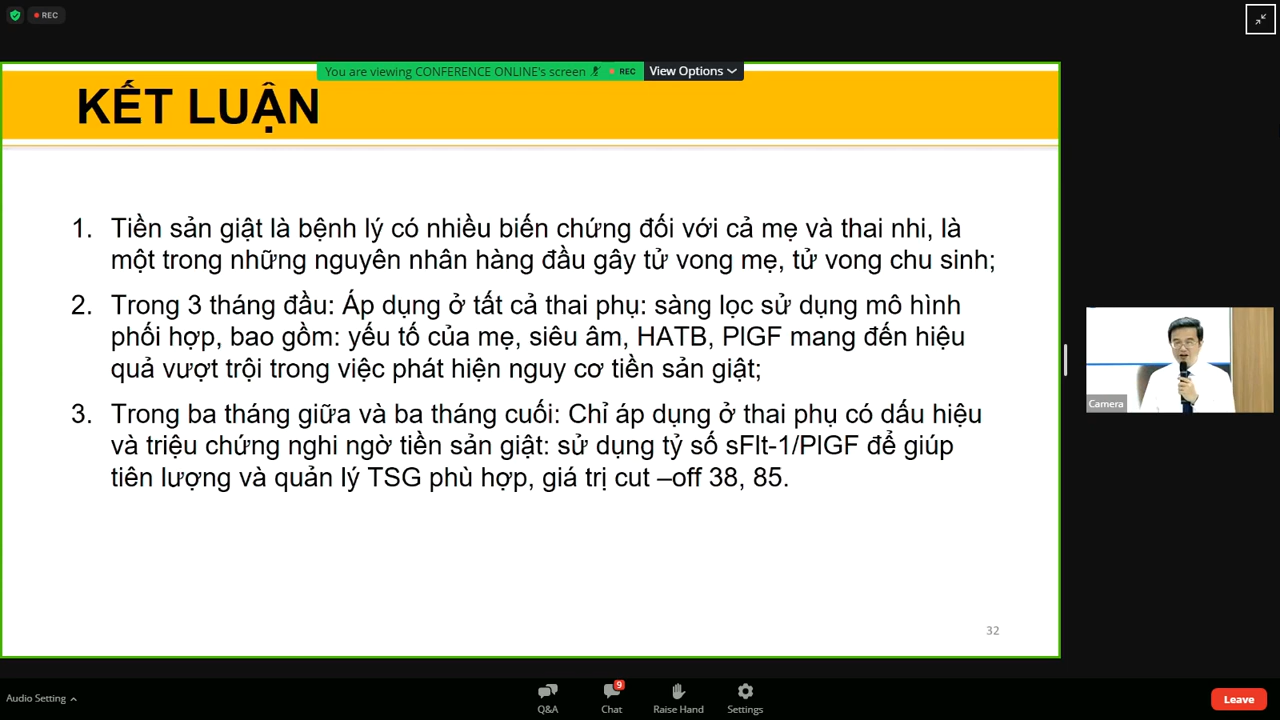 REC
You are viewing CONFERENCE ONLINE's screen
REC
View Options
KẾT LUẬN
1. Tiền sản giật là bệnh lý có nhiều biến chứng đối với cả mẹ và thai nhi, là
một trong những nguyên nhân hàng đầu gây tử vong mẹ, tử vong chu sinh;
2. Trong 3 tháng đầu: Áp dụng ở tất cả thai phụ: sàng lọc sử dụng mô hình
phối hợp, bao gồm: yếu tố của mẹ, siêu âm, HATB, PlGF mang đến hiệu
quả vượt trội trong việc phát hiện nguy cơ tiền sản giật;
3. Trong ba tháng giữa và ba tháng cuối: Chỉ áp dụng ở thai phụ có dấu hiệu
và triệu chứng nghi ngờ tiền sản giật: sử dụng tỷ số sFlt-1/PlGF để giúp
tiên lượng và quản lý TSG phù hợp, giá trị cut –off 38, 85.
32
Camera
Audio Setting
Q&A
9
Chat
Raise Hand
Settings
Leave